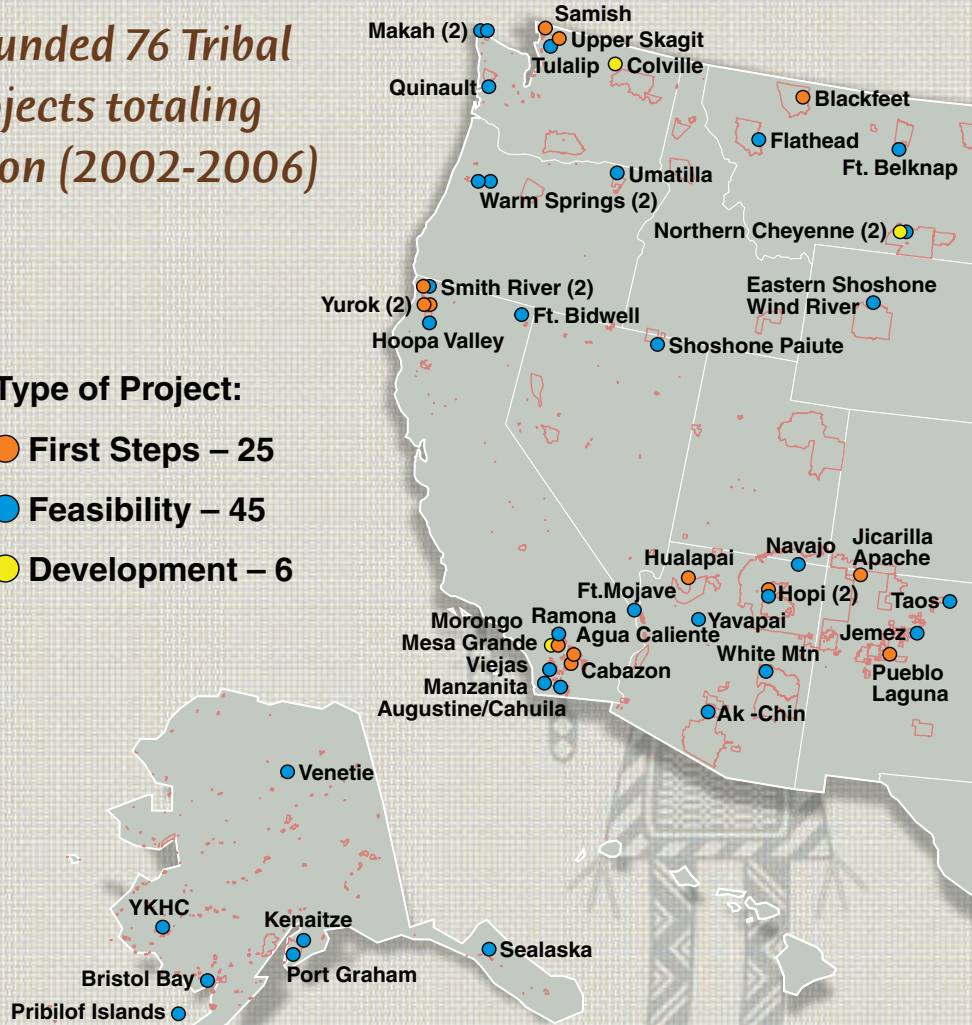 unded 76 Tribal
jects totaling
on (2002-2006)
Type of Project:
First Steps – 25
Feasibility – 45
Development – 6
Samish
Makah (2)
Upper Skagit
Tulalip
Colville
Quinault
Blackfeet
Flathead
Ft. Belknap
Umatilla
Warm Springs (2)
Northern Cheyenne (2)
Smith River (2)
Eastern Shoshone
Wind River
Yurok (2)
Ft. Bidwell
Hoopa Valley
Shoshone Paiute
Hualapai
Navajo
Jicarilla
Apache
Ft.Mojave
Hopi (2)
Taos
Morongo
Ramona
Yavapai
Mesa Grande
Agua Caliente
Jemez
Viejas
Cabazon
White Mtn
Pueblo
Laguna
Manzanita
Augustine/Cahuila
Ak -Chin
Venetie
YKHC
Kenaitze
Sealaska
Bristol Bay
Port Graham
Pribilof Islands